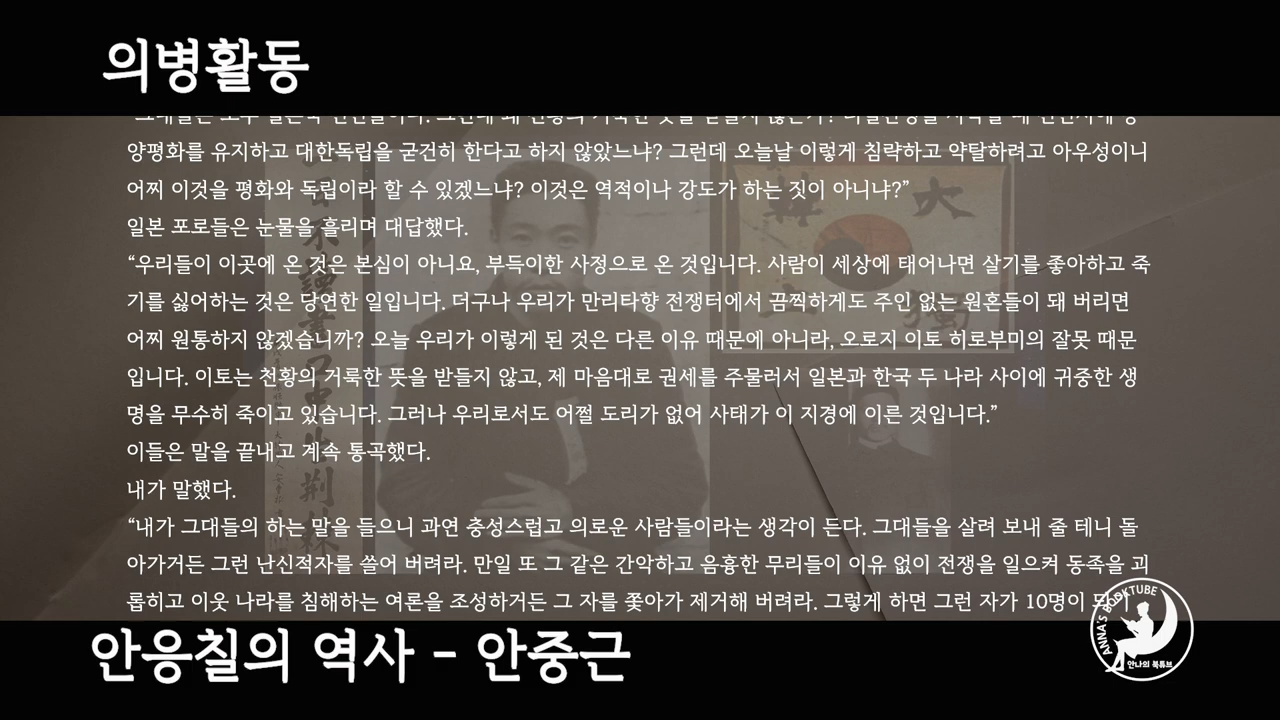 의병활동
양평화를 유지하고 대한독립을 굳건히 한다고 하지 않았느냐? 그런데 오늘날 이렇게 침략하고 약탈하려고 아우성이니
어찌 이것을 평화와 독립이라 할 수 있겠느냐? 이것은 역적이나 강도가 하는 짓이 아니냐?”
일본 포로들은 눈물을 흘리며 대답했다.
“우리들이 이곳에 온 것은 본심이 아니요, 부득이한 사정으로 온 것입니다. 사람이 세상에 태어나면 살기를 좋아하고 죽
기를 싫어하는 것은 당연한 일입니다. 더구나 우리가 만리타향 전쟁터에서 끔찍하게도 주인 없는 원혼들이 돼 버리면
어찌 원통하지 않겠습니까? 오늘 우리가 이렇게 된 것은 다른 이유 때문에 아니라, 오로지 이토 히로부미의 잘못 때문
입니다. 이토는 천황의 거룩한 뜻을 받들지 않고, 제 마음대로 권세를 주물러서 일본과 한국 두 나라 사이에 귀중한 생
명을 무수히 죽이고 있습니다. 그러나 우리로서도 어쩔 도리가 없어 사태가 이 지경에 이른 것입니다.”
이들은 말을 끝내고 계속 통곡했다.
내가 말했다.
“내가 그대들의 하는 말을 들으니 과연 충성스럽고 의로운 사람들이라는 생각이 든다. 그대들을 살려 보내 줄 테니 돌
아가거든 그런 난신적자를 쓸어 버려라. 만일 또 그 같은 간악하고 음흉한 무리들이 이유 없이 전쟁을 일으켜 동족을 괴
롭히고 이웃 나라를 침해하는 여론을 조성하거든 그 자를 쫓아가 제거해 버려라. 그렇게 하면 그런 자가 10명이
ANNA'S BOOKTUBE
안나의 북튜브
안응칠의 역사 - 안중근